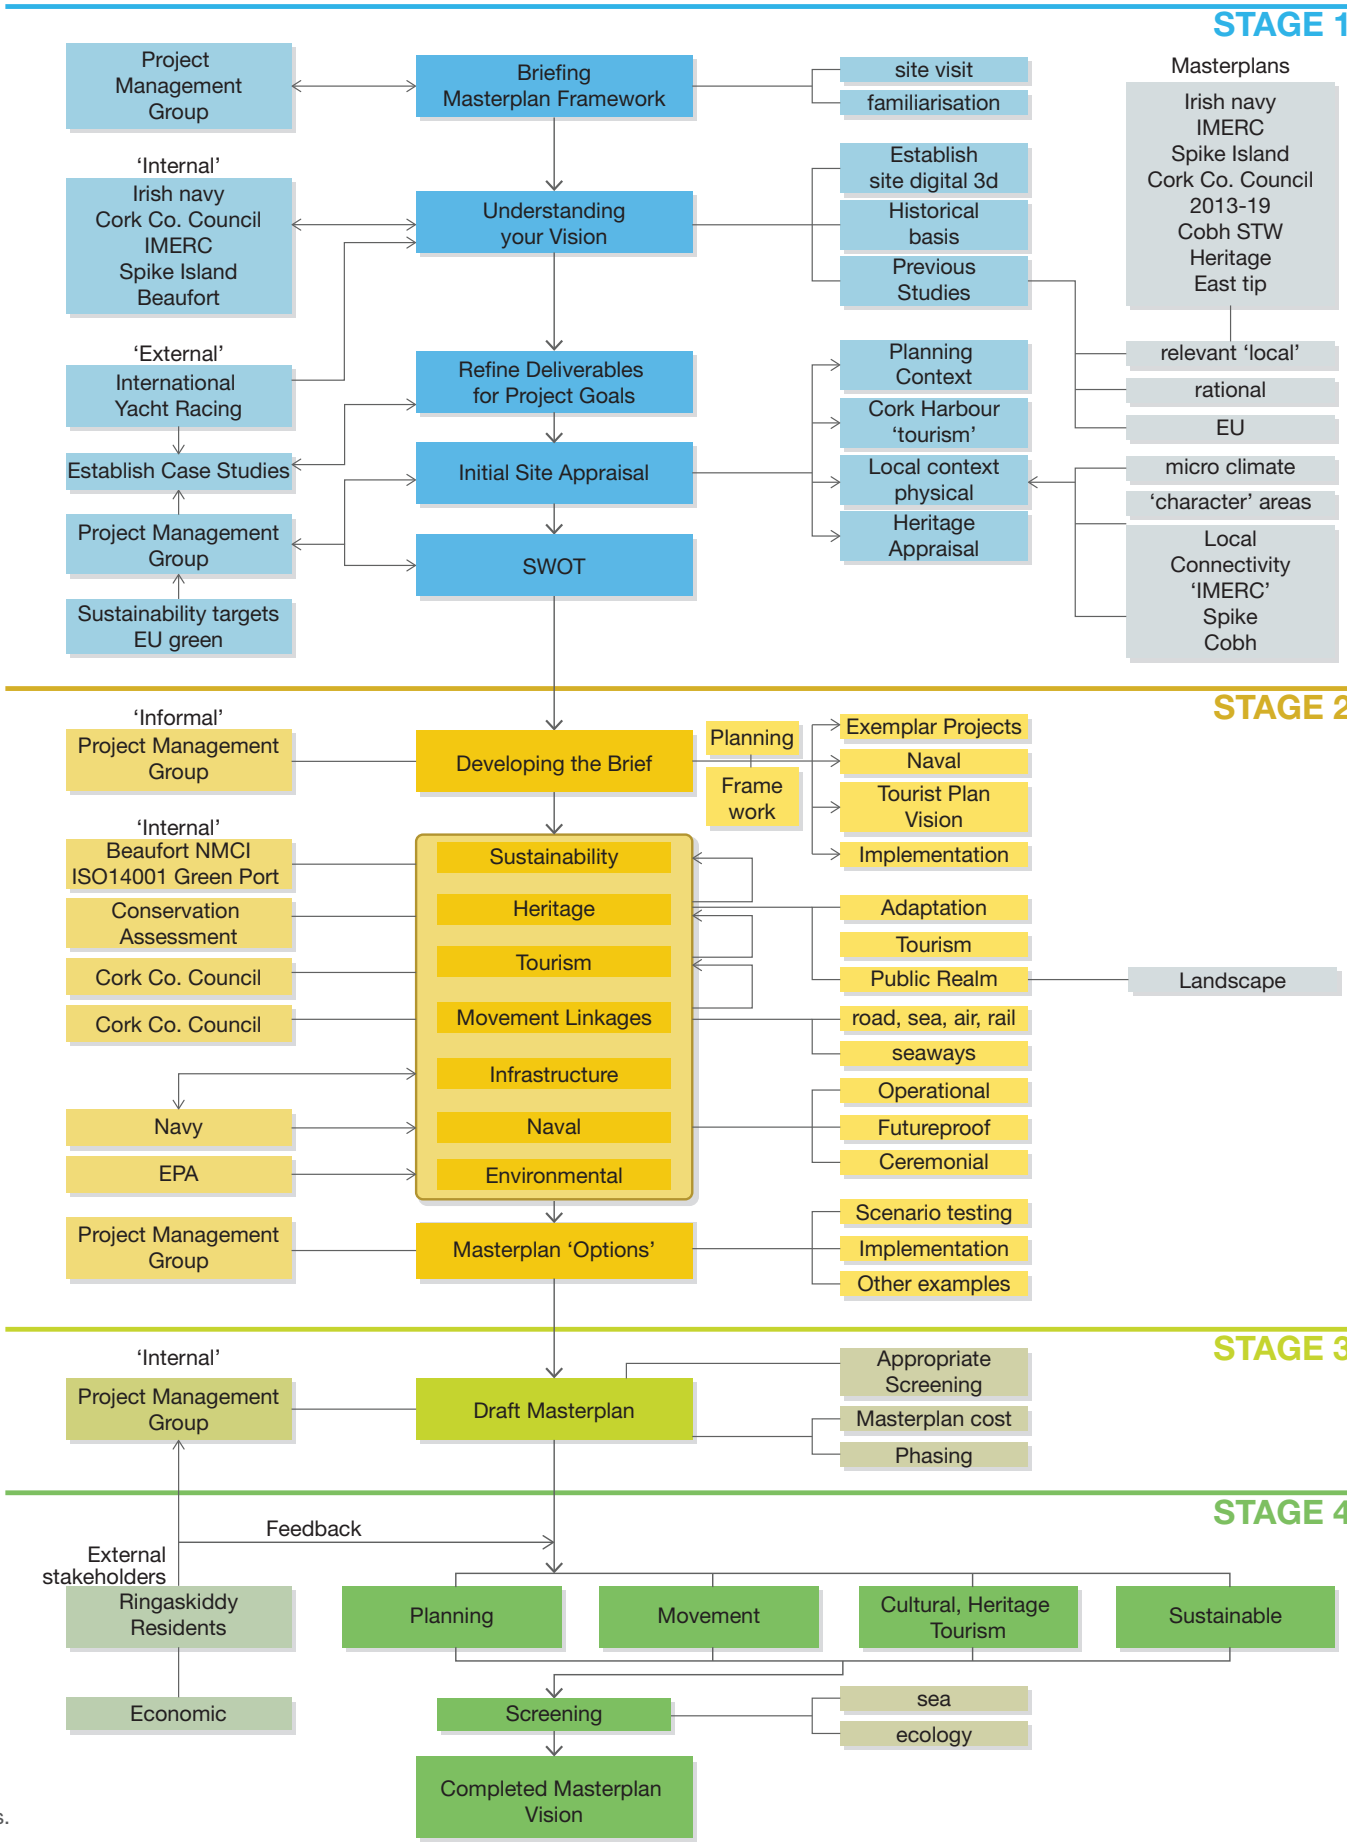 STAGE 1
Project
Management
Group
Briefing
Masterplan Framework
site visit
familiarisation
Masterplans
Irish navy
IMERC
Spike Island
Cork Co. Council
2013-19
Cobh STW
Heritage
East tip
‘Internal’
Irish navy
Cork Co. Council
IMERC
Spike Island
Beaufort
Understanding
your Vision
Establish
site digital 3d
Historical
basis
Previous
Studies
relevant ‘local’
rational
EU
‘External’
International
Yacht Racing
Establish Case Studies
Project Management
Group
Sustainability targets
EU green
Refine Deliverables
for Project Goals
Initial Site Appraisal
SWOT
Planning
Context
Cork Harbour
‘tourism’
Local context
physical
Heritage
Appraisal
micro climate
‘character’ areas
Local
Connectivity
‘IMERC’
Spike
Cobh
STAGE 2
‘Informal’
Project Management
Group
Developing the Brief
Planning
Frame
work
Exemplar Projects
Naval
Tourist Plan
Vision
Implementation
‘Internal’
Beaufort NMCI
ISO14001 Green Port
Conservation
Assessment
Cork Co. Council
Cork Co. Council
Navy
EPA
Sustainability
Heritage
Tourism
Movement Linkages
Infrastructure
Naval
Environmental
Adaptation
Tourism
Public Realm
Landscape
road, sea, air, rail
seaways
Operational
Futureproof
Ceremonial
Project Management
Group
Masterplan ‘Options’
Scenario testing
Implementation
Other examples
STAGE 3
‘Internal’
Project Management
Group
Draft Masterplan
Appropriate
Screening
Masterplan cost
Phasing
STAGE 4
Feedback
External
stakeholders
Ringaskiddy
Residents
Economic
Planning
Movement
Cultural, Heritage
Tourism
Sustainable
Screening
sea
ecology
Completed Masterplan
Vision
s.